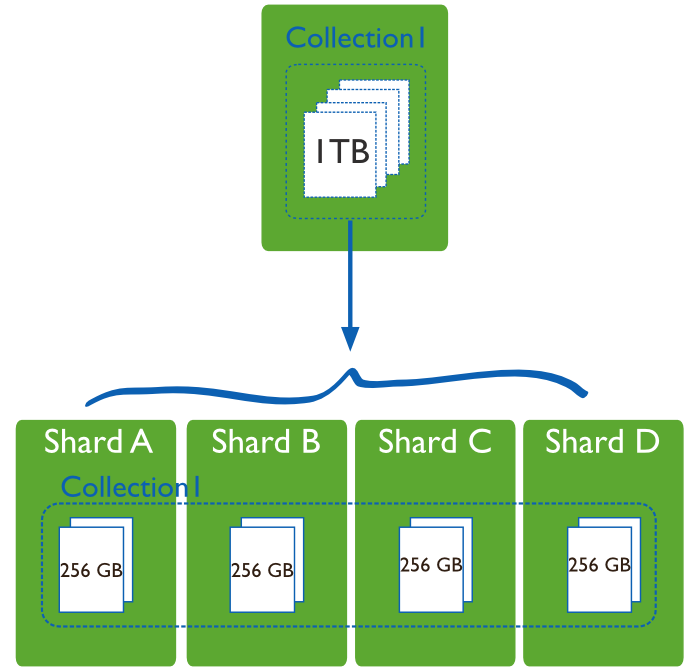 Collection1
1TB
Shard A
Shard B
Shard C
Shard D
Collection1
256 GB
256 GB
256 GB
256 GB